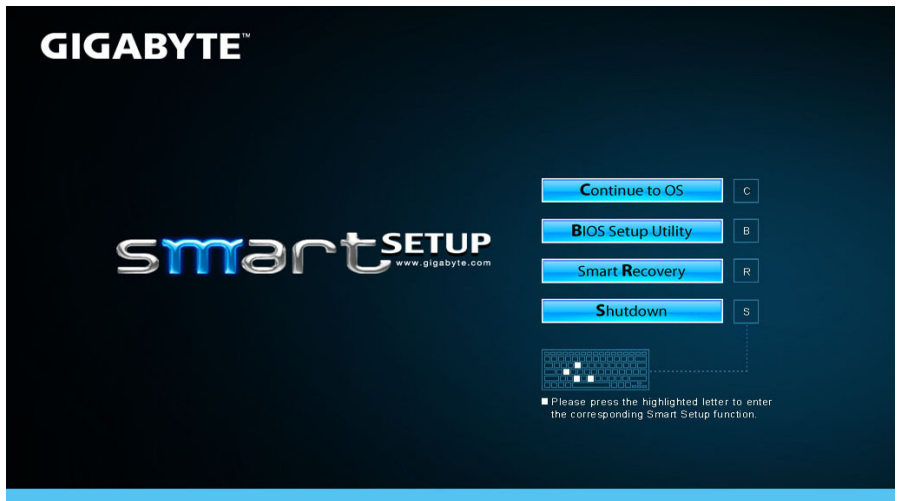 GIGABYTE™
Continue to OS C
BIOS Setup Utility B
smart SETUP
www.gigabyte.com
Smart Recovery R
Shutdown S
Please press the highlighted letter to enter
the corresponding Smart Setup function.